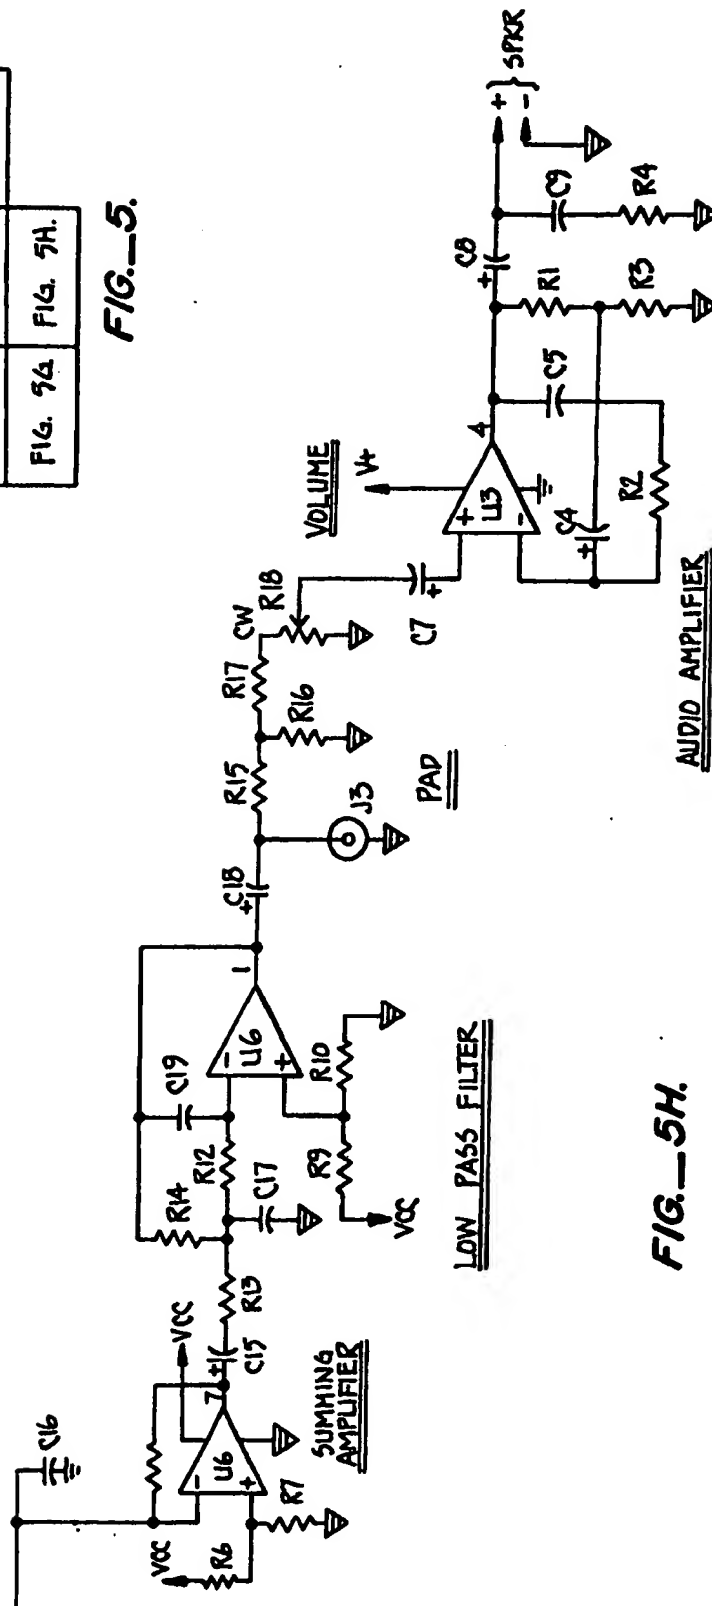 FIG. 5G
FIG. 5H.
FIG._5.
C16
VCC
R6
R7
U6
-
+
7
VCC
SUMMING
AMPLIFIER
+
C15
R13
R14
R12
C17
C19
U6
-
+
1
R9
R10
VCC
LOW PASS FILTER
+
C18
J3
R15
R16
R17
PAD
CW
R18
VOLUME
C7
+
V+
U3
+
-
4
C4
+
R2
C5
R1
R3
C8
+
C9
R4
+
-
SPKR
AUDIO AMPLIFIER
FIG._5H.